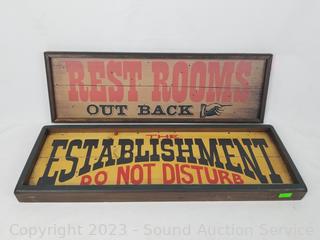 REST ROOMS
OUT BACK
THE
ESTABLISHMENT
DO NOT DISTURB
Copyright 2023 - Sound Auction Service